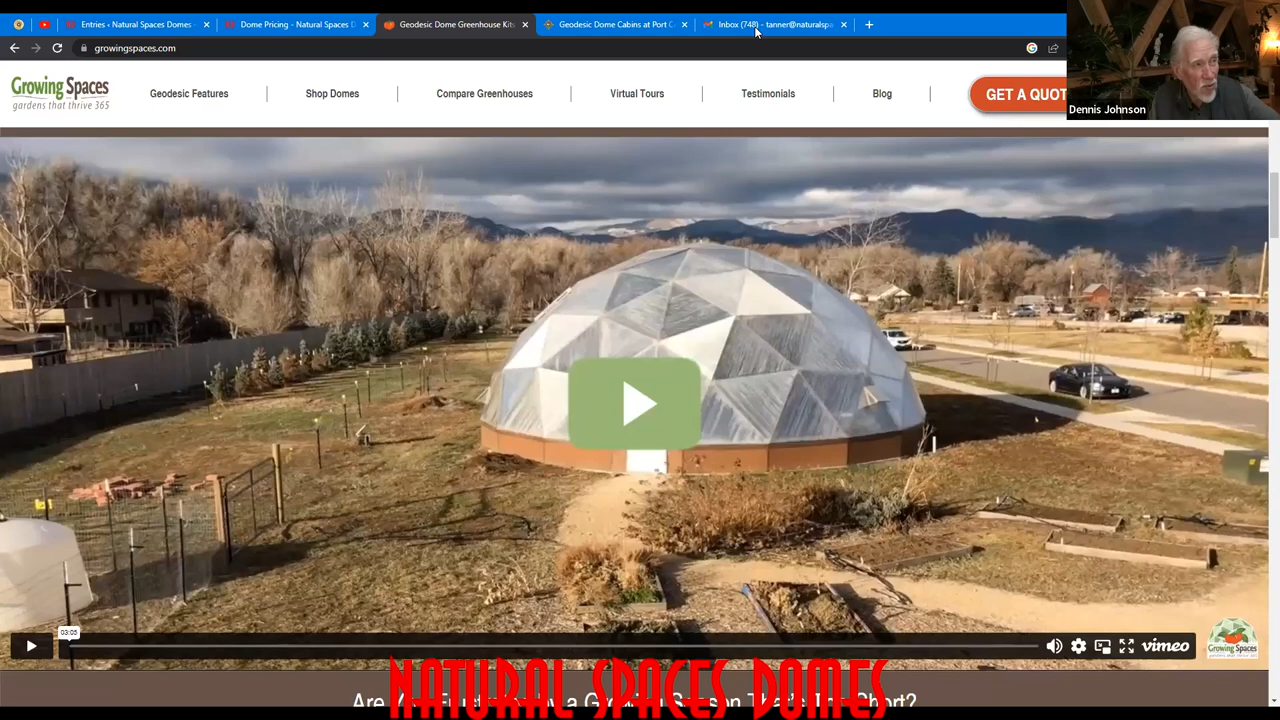 Entries ‹ Natural Spaces Domes -
Dome Pricing - Natural Spaces D
Geodesic Dome Greenhouse Kits
Geodesic Dome Cabins at Port C
Inbox (748) - tanner@naturalspa
growingspaces.com
Growing Spaces
gardens that thrive 365
Geodesic Features
Shop Domes
Compare Greenhouses
Virtual Tours
Testimonials
Blog
GET A QUOT
Dennis Johnson
03:05
vimeo
Growing Spaces
NATURAL SPACES DOMES